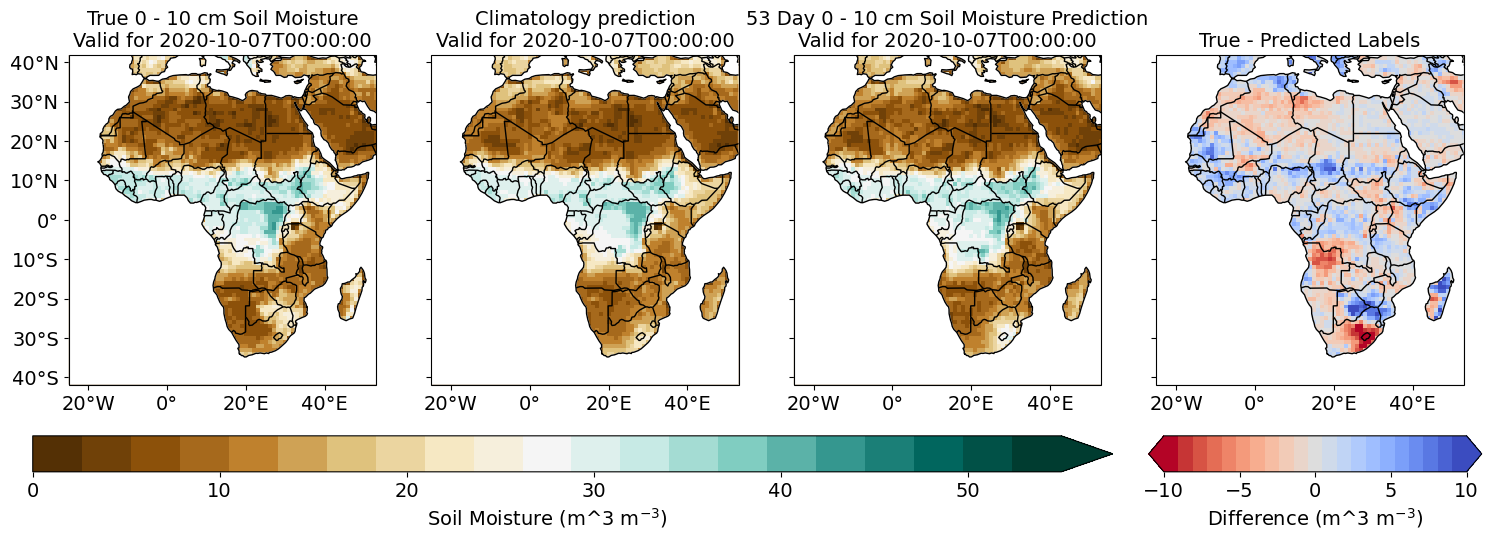 True 0 - 10 cm Soil Moisture
Valid for 2020-10-07T00:00:00
Climatology prediction
Valid for 2020-10-07T00:00:00
53 Day 0 - 10 cm Soil Moisture Prediction
Valid for 2020-10-07T00:00:00
True - Predicted Labels
40°N
30°N
20°N
10°N
0°
10°S
20°S
30°S
40°S
20°W 0° 20°E 40°E
20°W 0° 20°E 40°E
20°W 0° 20°E 40°E
20°W 0° 20°E 40°E
0 10 20 30 40 50
Soil Moisture (m^3 m⁻³)
−10 −5 0 5 10
Difference (m^3 m⁻³)